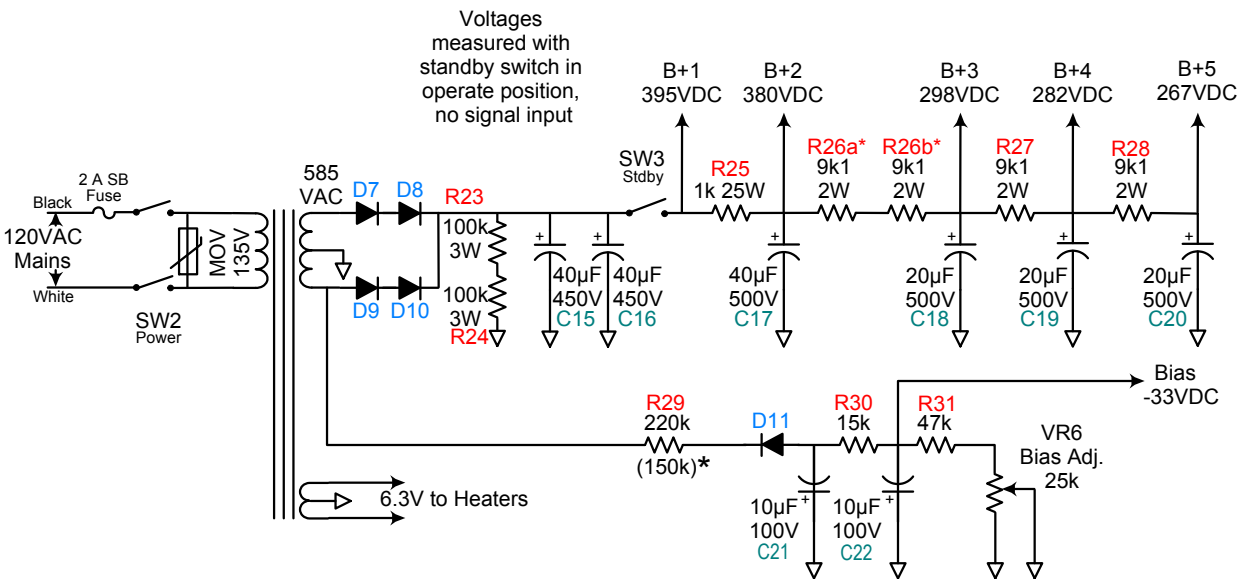 Voltages
measured with
standby switch in
operate position,
no signal input
B+1
395VDC
B+2
380VDC
B+3
298VDC
B+4
282VDC
B+5
267VDC
2 A SB
Fuse
Black
120VAC
Mains
White
SW2
Power
MOV
135V
585
VAC
D7
D8
D9
D10
R23
100k
3W
100k
3W
R24
+
40µF
450V
C15
+
40µF
450V
C16
SW3
Stdby
R25
1k 25W
+
40µF
500V
C17
R26a*
9k1
2W
R26b*
9k1
2W
+
20µF
500V
C18
R27
9k1
2W
+
20µF
500V
C19
R28
9k1
2W
+
20µF
500V
C20
Bias
-33VDC
R29
220k
(150k)*
D11
R30
15k
R31
47k
VR6
Bias Adj.
25k
10µF
+
100V
C21
10µF
+
100V
C22
6.3V to Heaters